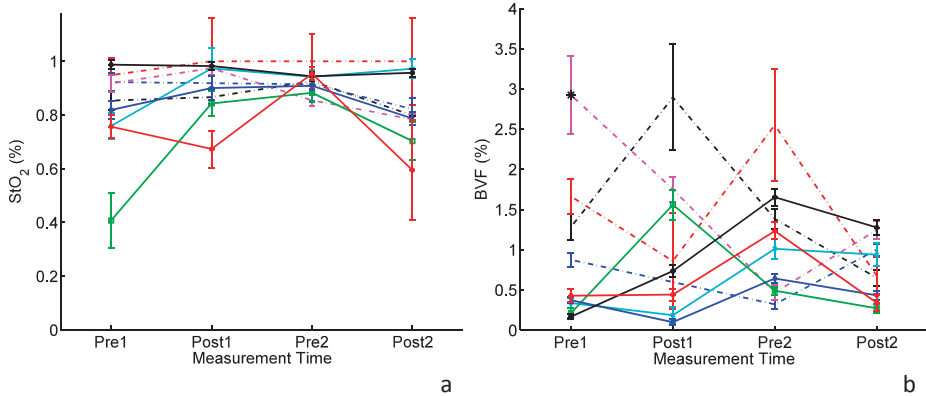 StO2 (%)
1
0.8
0.6
0.4
0.2
0
Pre1 Post1 Pre2 Post2
Measurement Time
a
BVF (%)
4
3.5
3
2.5
2
1.5
1
0.5
0
Pre1 Post1 Pre2 Post2
Measurement Time
b